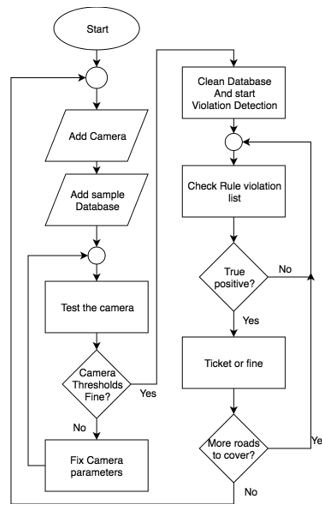 Start
Add Camera
Add sample
Database
Test the camera
Camera
Thresholds
Fine?
Yes
No
Fix Camera
parameters
Clean Database
And start
Violation Detection
Check Rule violation
list
True
positive?
No
Yes
Ticket or fine
More roads
to cover?
Ye
No